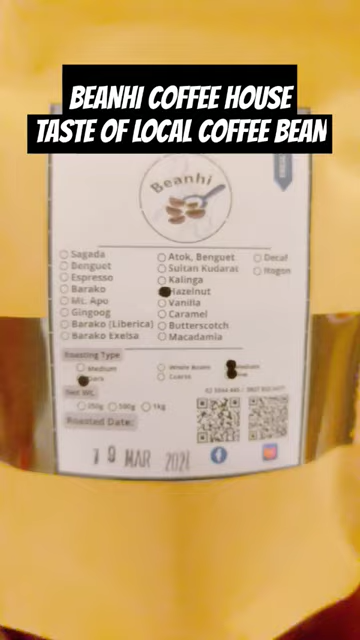 BEANHI COFFEE HOUSE
TASTE OF LOCAL COFFEE BEAN
Beanhi
Sagada
Benguet
Espresso
Barako
Mt. Apo
Gingoog
Barako (Liberica)
Barako Exelsa
Atok, Benguet
Sultan Kudarat
Kalinga
Hazelnut
Vanilla
Caramel
Butterscotch
Macadamia
Decaf
Itogon
Roasting Type
Medium
Dark
Whole Beans
Coarse
Medium
Fine
Net Wt.
250g 500g 1Kg
Roasted Date:
19 MAR